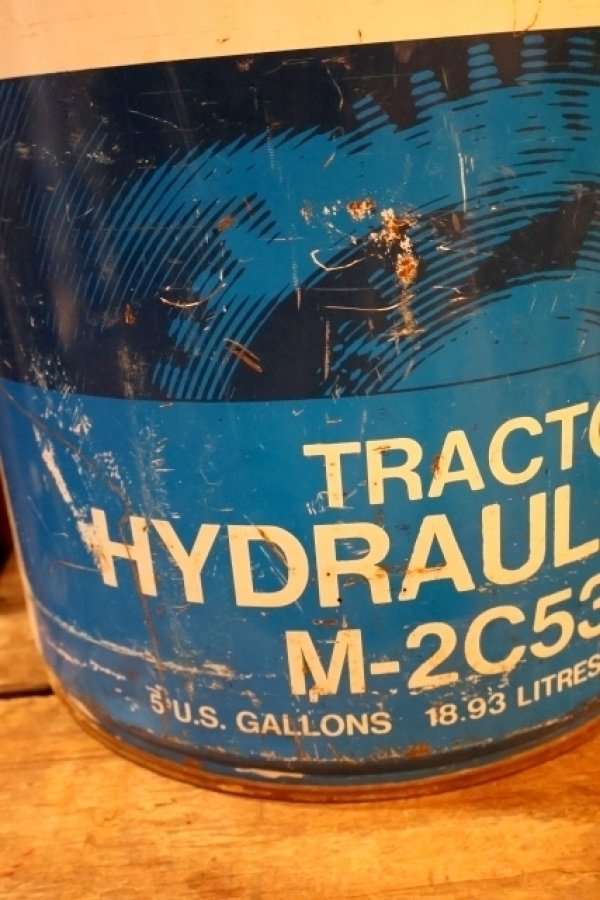 TRACTO
HYDRAUL
M-2C53
5 U.S. GALLONS 18.93 LITRES